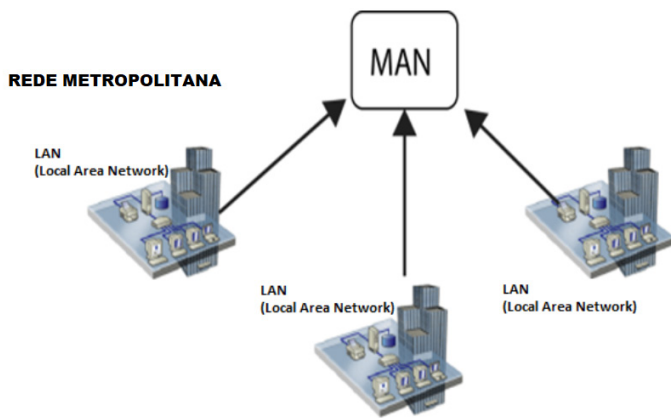 MAN
REDE METROPOLITANA
LAN
(Local Area Network)
LAN
(Local Area Network)
LAN
(Local Area Network)